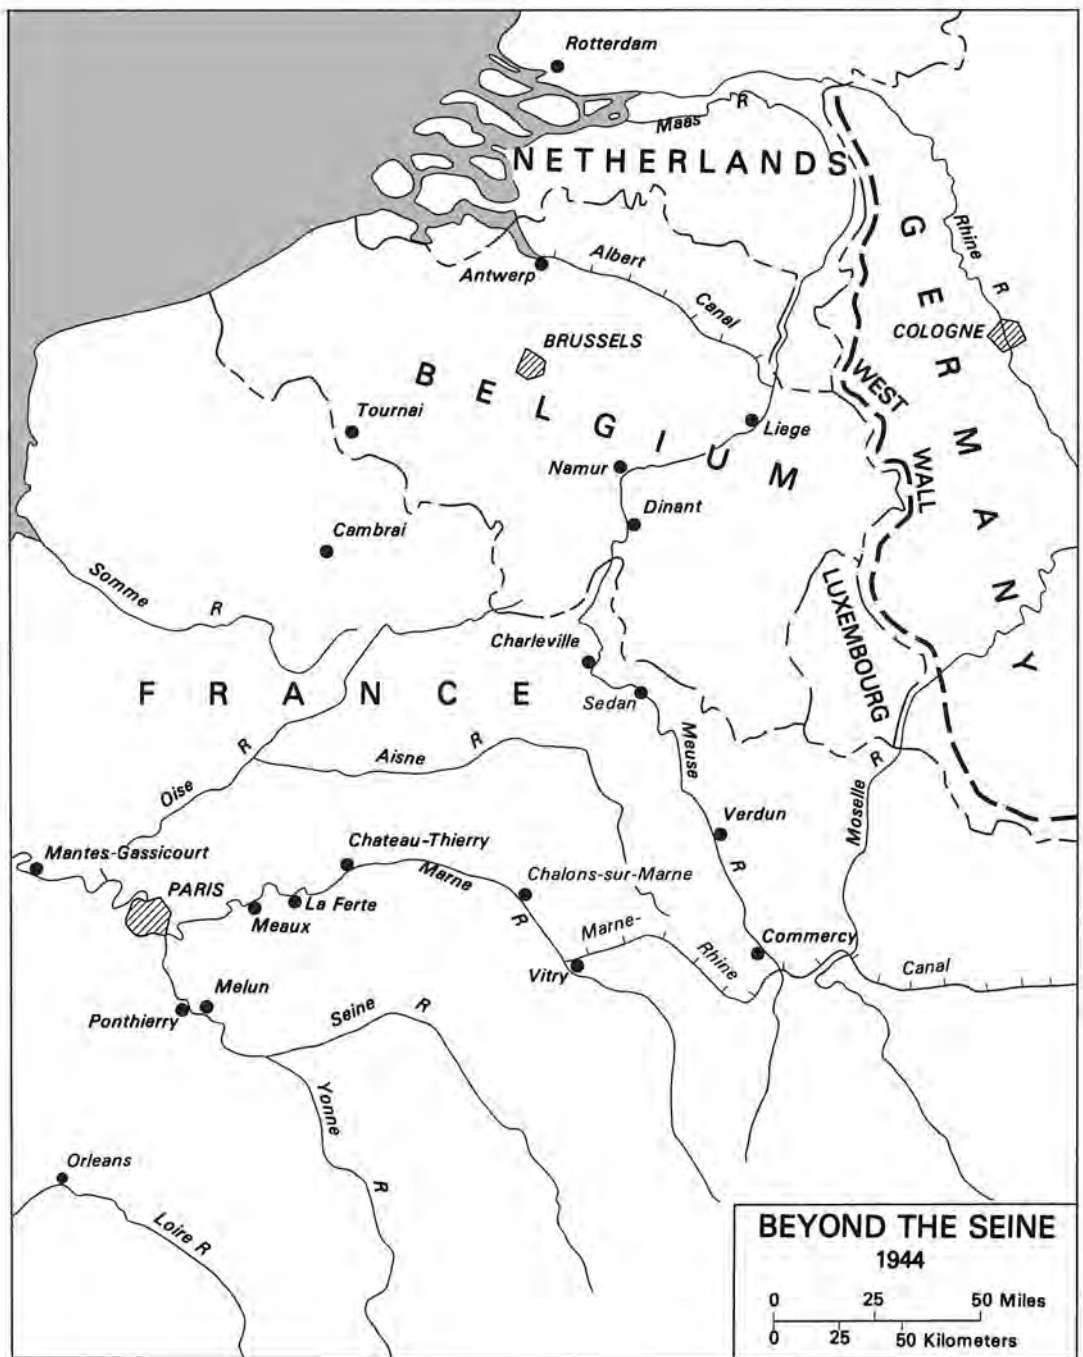 Rotterdam
Maas R
NETHERLANDS
GERMANY
Rhine R
Antwerp
Albert Canal
COLOGNE
BRUSSELS
BELGIUM
WEST WALL
Tournai
Liege
Namur
Dinant
Cambrai
Somme R
LUXEMBOURG
Charleville
Sedan
FRANCE
Meuse R
Aisne R
Oise R
Moselle R
Verdun
Mantes-Gassicourt
Chateau-Thierry
Marne R
Chalons-sur-Marne
PARIS
La Ferte
Meaux
Marne-Rhine Canal
Commercy
Vitry
Melun
Ponthierry
Seine R
Yonne R
Orleans
Loire R
BEYOND THE SEINE
1944
0 25 50 Miles
0 25 50 Kilometers